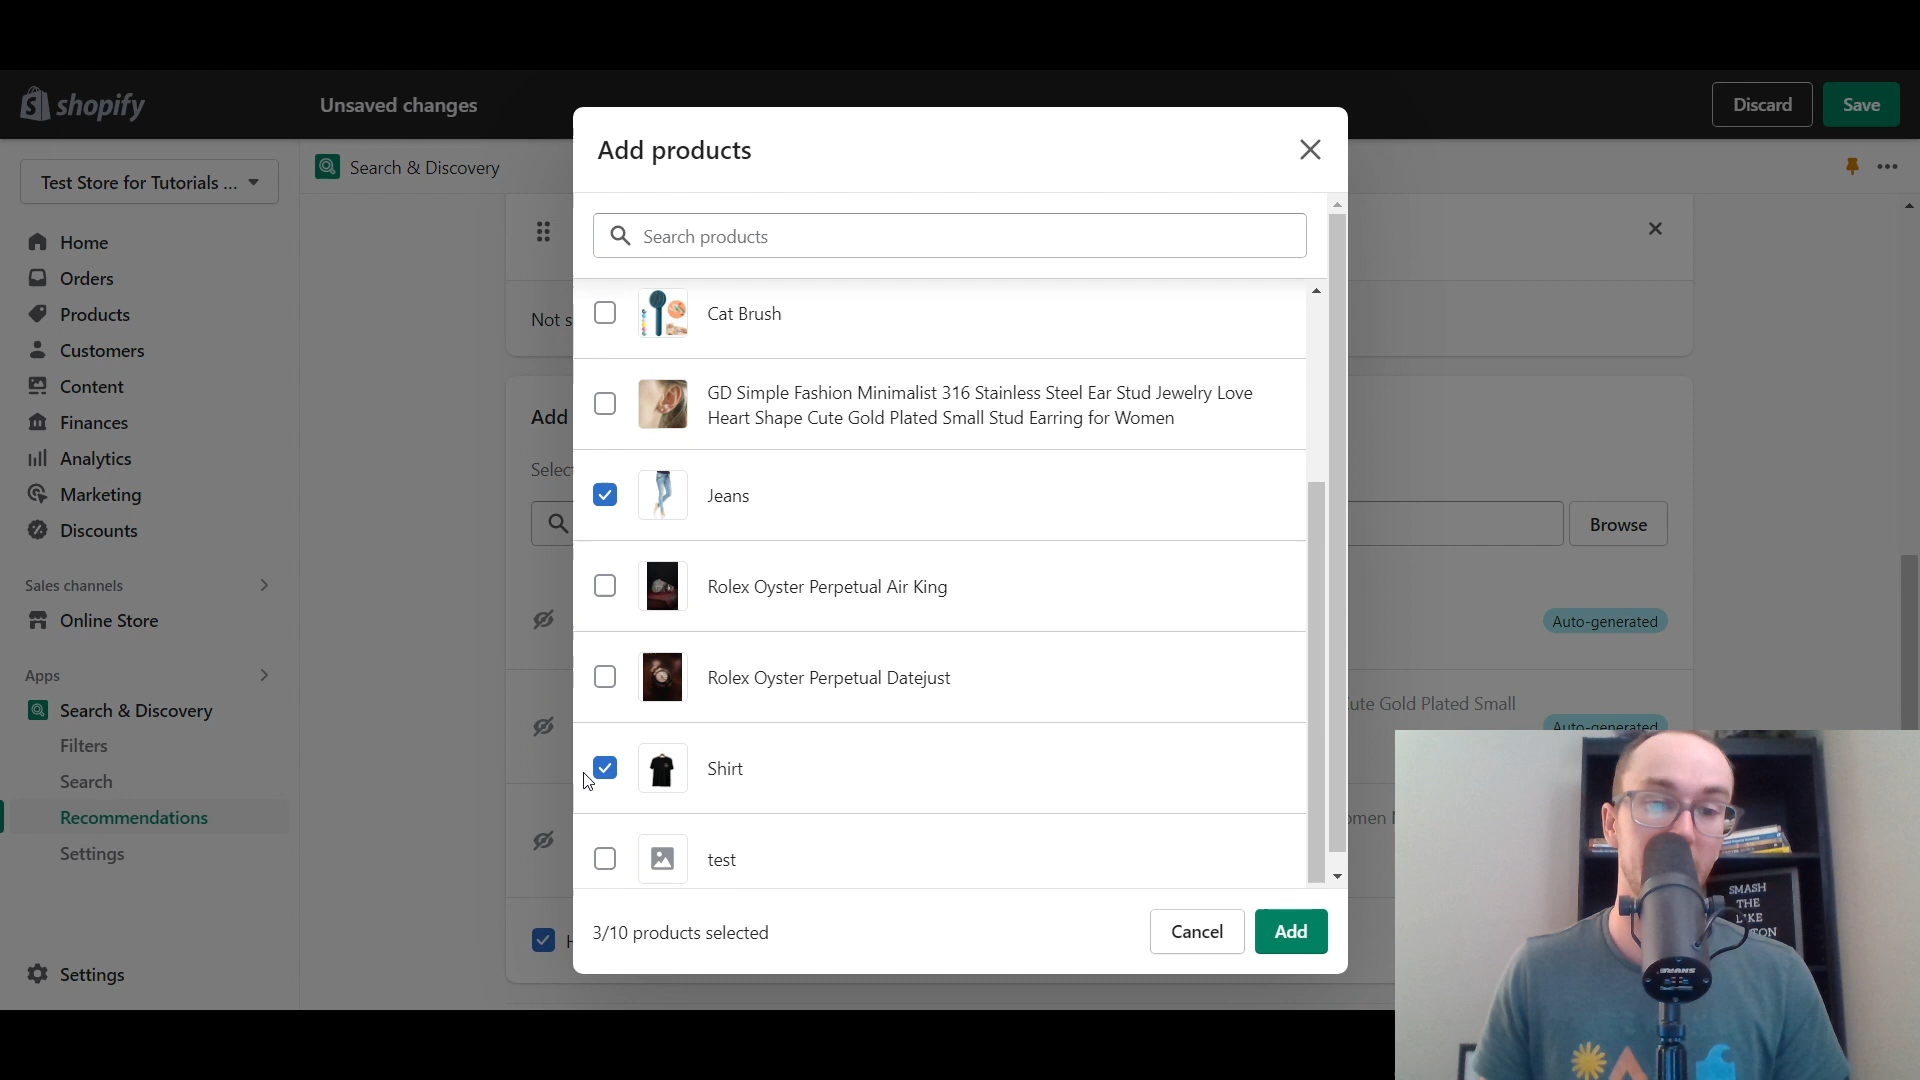 shopify
Unsaved changes
Discard
Save
Test Store for Tutorials ...
Search & Discovery
Home
Orders
Products
Customers
Content
Finances
Analytics
Marketing
Discounts
Sales channels
Online Store
Apps
Search & Discovery
Filters
Search
Recommendations
Settings
Settings
Not s
Add
Selec
Browse
Auto-generated
Cute Gold Plated Small
Auto-generated
omen
Add products
Search products
Cat Brush
GD Simple Fashion Minimalist 316 Stainless Steel Ear Stud Jewelry Love
Heart Shape Cute Gold Plated Small Stud Earring for Women
Jeans
Rolex Oyster Perpetual Air King
Rolex Oyster Perpetual Datejust
Shirt
test
3/10 products selected
Cancel
Add
SMASH
THE
SHURE